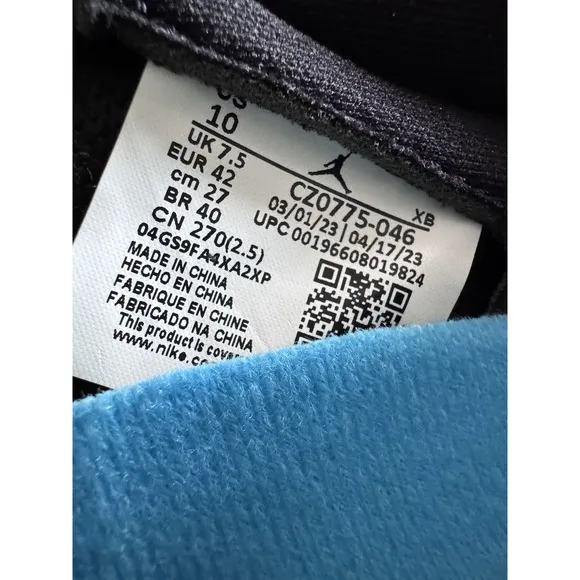 US
10
UK 7.5
EUR 42
cm 27
BR 40
CN 270(2.5)
04GS9FA4XA2XP
MADE IN CHINA
HECHO EN CHINA
FABRIQUE EN CHINE
FABRICADO NA CHINA
This product is cover
www.nike.
XB
CZ0775-046
03/01/23 | 04/17/23
UPC 00196608019824